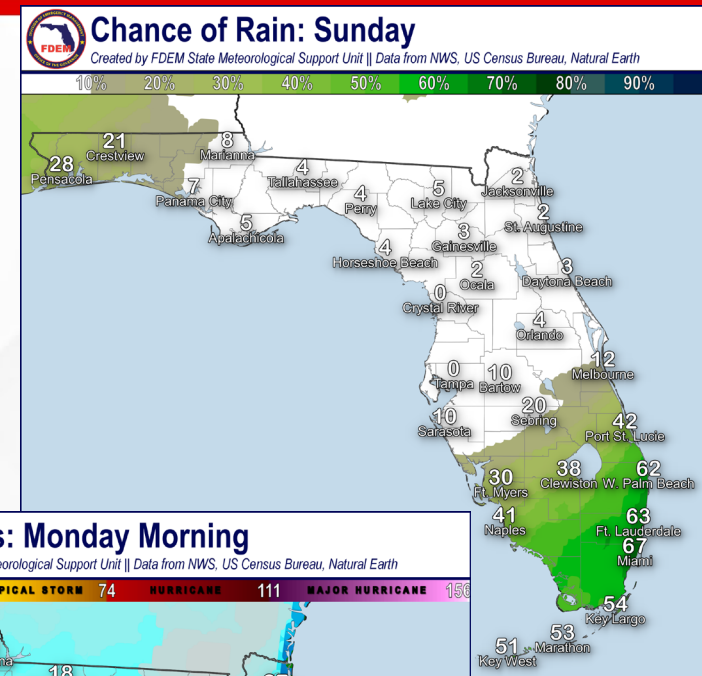 FDEM
Chance of Rain: Sunday
Created by FDEM State Meteorological Support Unit || Data from NWS, US Census Bureau, Natural Earth
10% 20% 30% 40% 50% 60% 70% 80% 90%
21
Crestview
8
Marianna
28
Pensacola
4
Tallahassee
7
Panama City
4
Perry
5
Lake City
2
Jacksonville
5
Apalachicola
2
St. Augustine
3
Gainesville
4
Horseshoe Beach
2
Ocala
3
Daytona Beach
0
Crystal River
4
Orlando
12
Melbourne
0
Tampa
10
Bartow
10
Sarasota
20
Sebring
42
Port St. Lucie
30
Ft. Myers
38
Clewiston
62
W. Palm Beach
41
Naples
63
Ft. Lauderdale
67
Miami
54
Key Largo
53
Marathon
51
Key West
s: Monday Morning
eorological Support Unit || Data from NWS, US Census Bureau, Natural Earth
PICAL STORM 74 HURRICANE 111 MAJOR HURRICANE 156
na
18